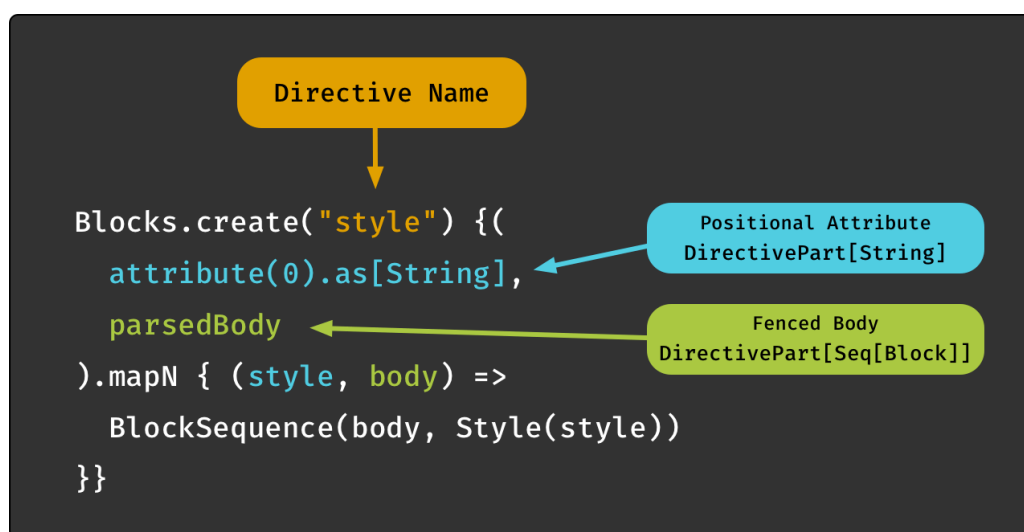 Directive Name
Blocks.create("style") {(
Positional Attribute
DirectivePart[String]
attribute(0).as[String],
parsedBody
Fenced Body
DirectivePart[Seq[Block]]
).mapN { (style, body) =>
BlockSequence(body, Style(style))
}}